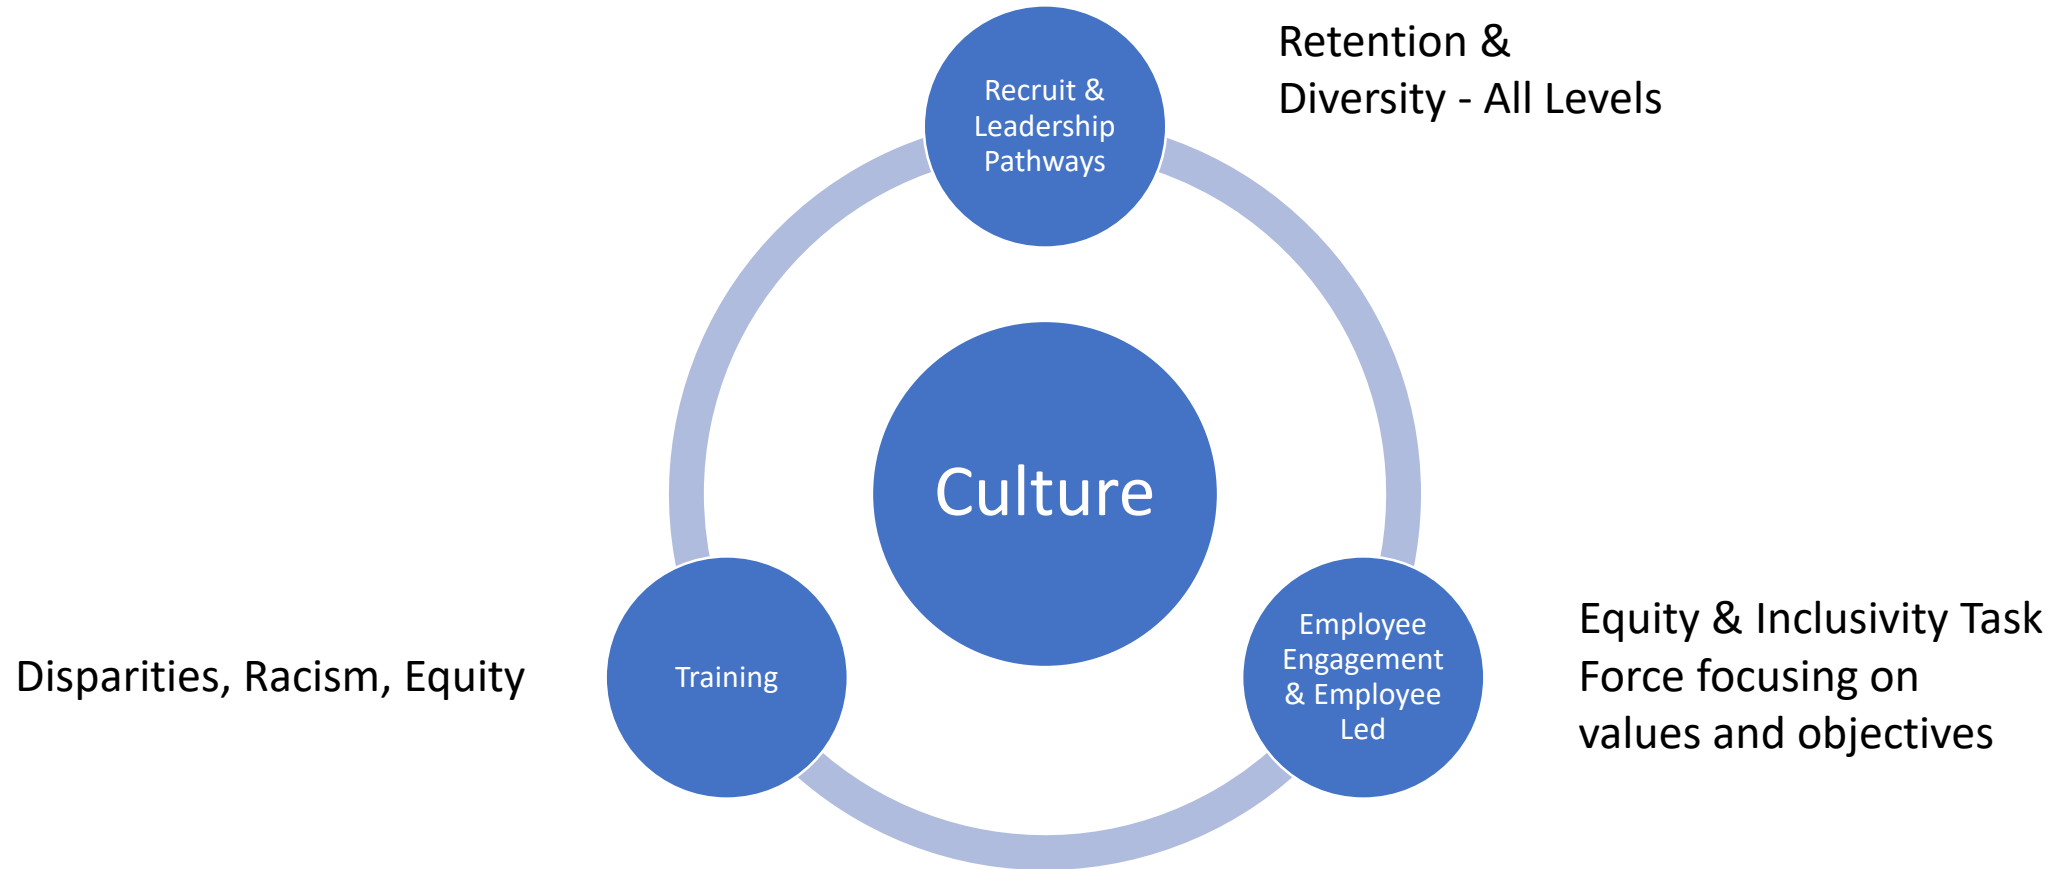 Recruit &
Leadership
Pathways
Retention &
Diversity - All Levels
Culture
Disparities, Racism, Equity
Training
Employee
Engagement
& Employee
Led
Equity & Inclusivity Task
Force focusing on
values and objectives